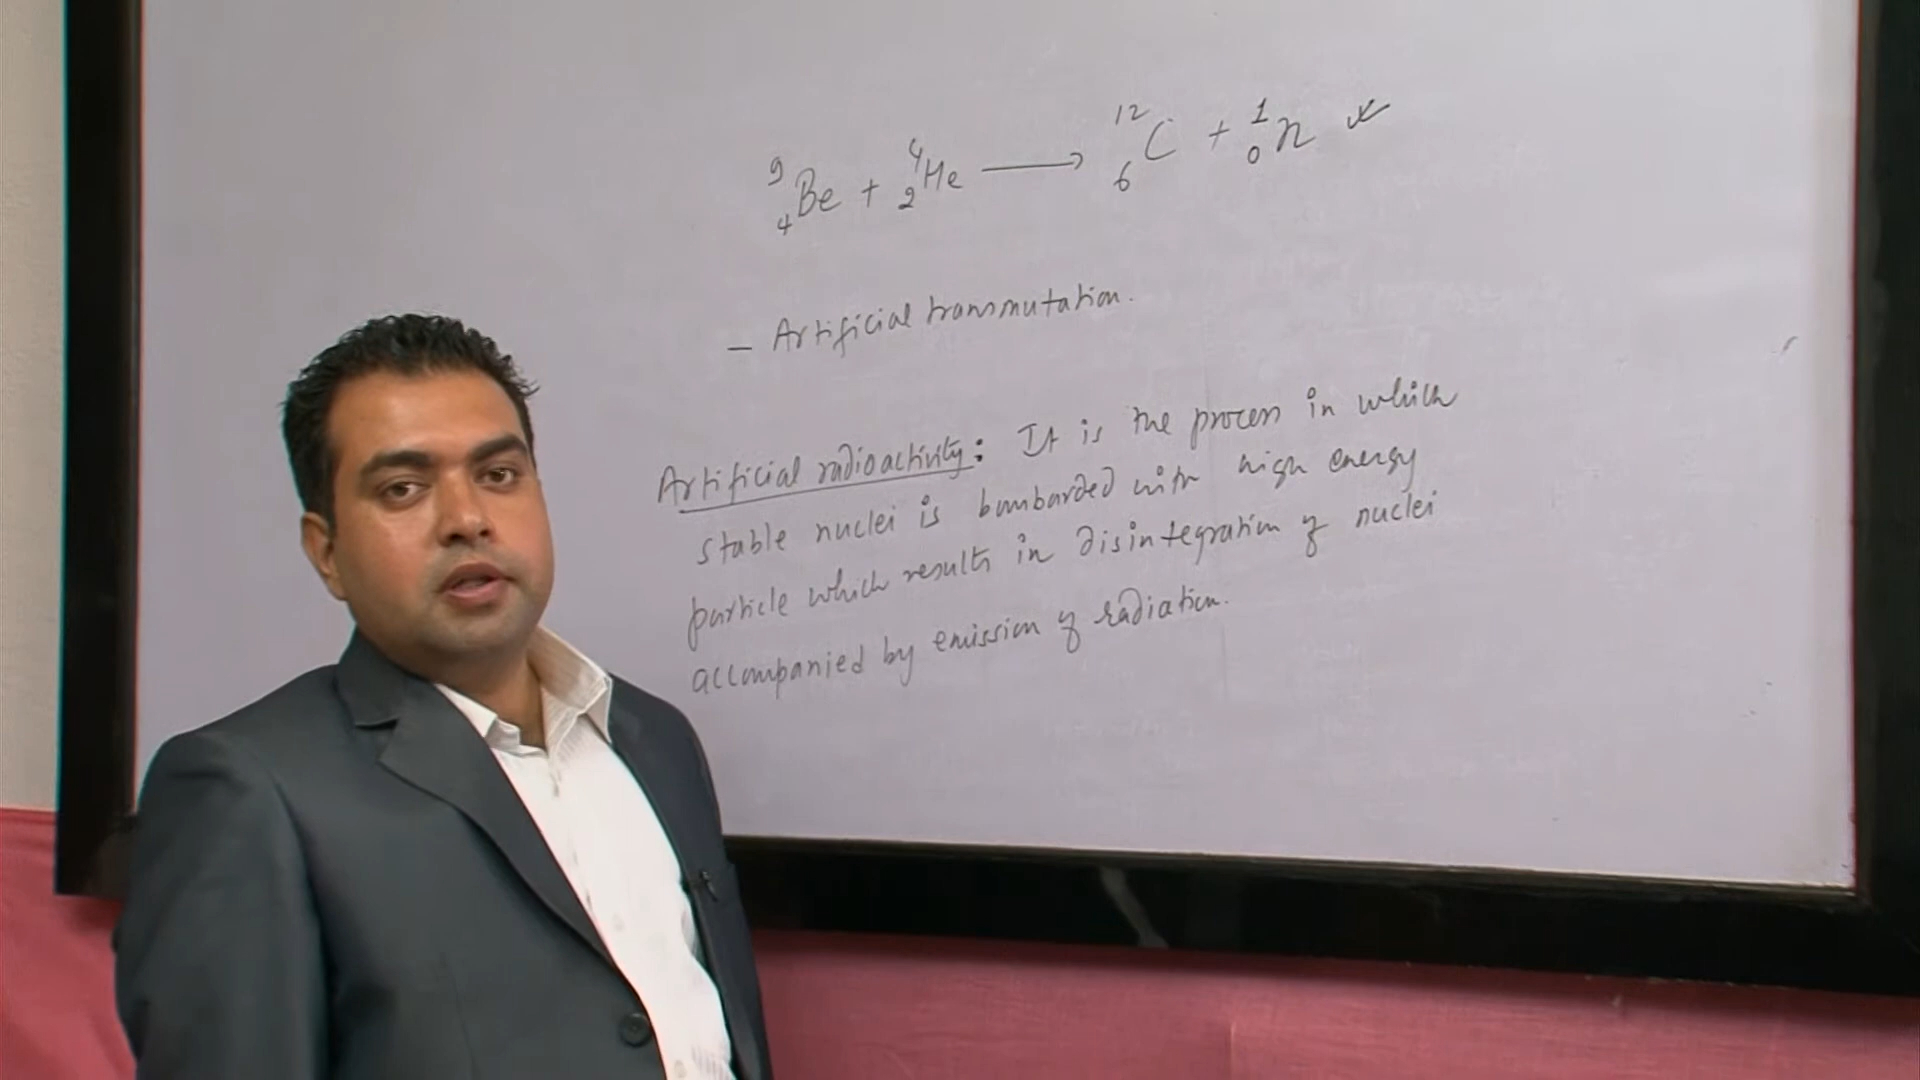 ⁹₄Be + ⁴₂He ⟶ ¹²₆C + ¹₀n
– Artificial transmutation.
Artificial radioactivity: It is the process in which
stable nuclei is bombarded with high energy
particle which results in disintegration of nuclei
accompanied by emission of radiation.